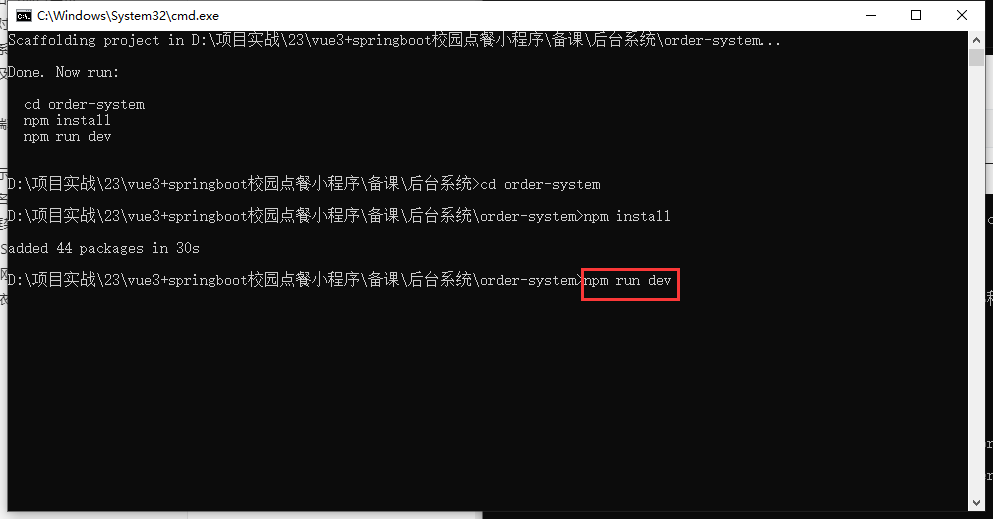 C:\Windows\System32\cmd.exe
Scaffolding project in D:\项目实战\23\vue3+springboot校园点餐小程序\备课\后台系统\order-system...
Done. Now run:
cd order-system
npm install
npm run dev
D:\项目实战\23\vue3+springboot校园点餐小程序\备课\后台系统>cd order-system
D:\项目实战\23\vue3+springboot校园点餐小程序\备课\后台系统\order-system>npm install
added 44 packages in 30s
D:\项目实战\23\vue3+springboot校园点餐小程序\备课\后台系统\order-system>npm run dev